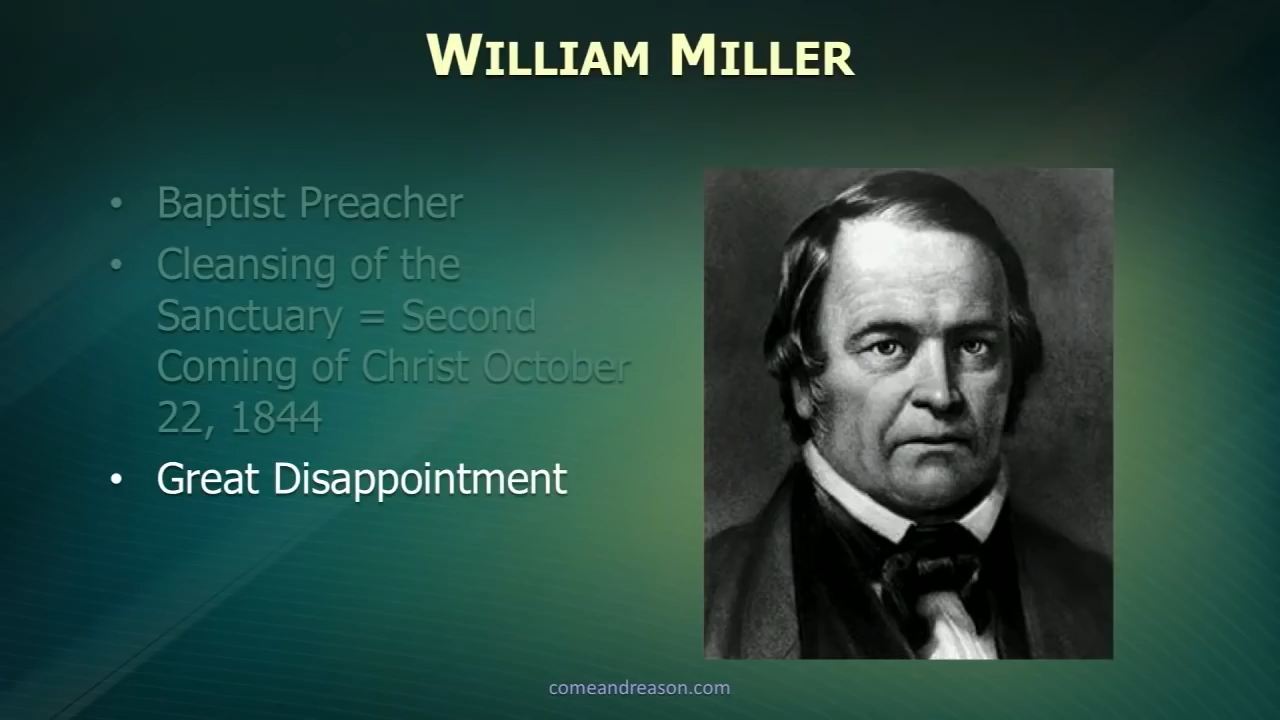 WILLIAM MILLER
• Baptist Preacher
• Cleansing of the
Sanctuary = Second
Coming of Christ October
22, 1844
• Great Disappointment
comeandreason.com